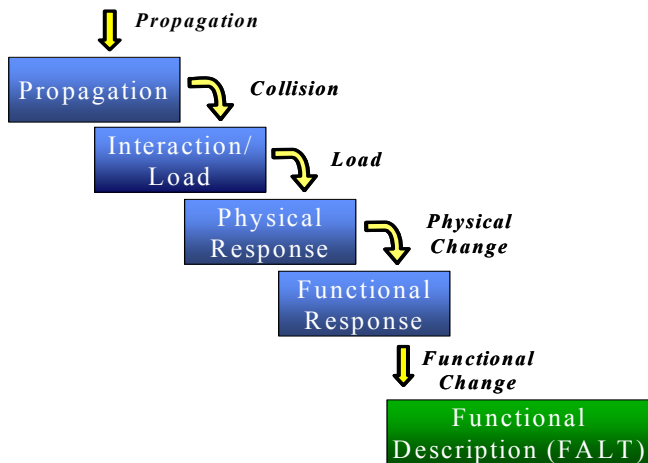 Propagation
Propagation
Collision
Interaction/
Load
Load
Physical
Response
Physical
Change
Functional
Response
Functional
Change
Functional
Description (FALT)